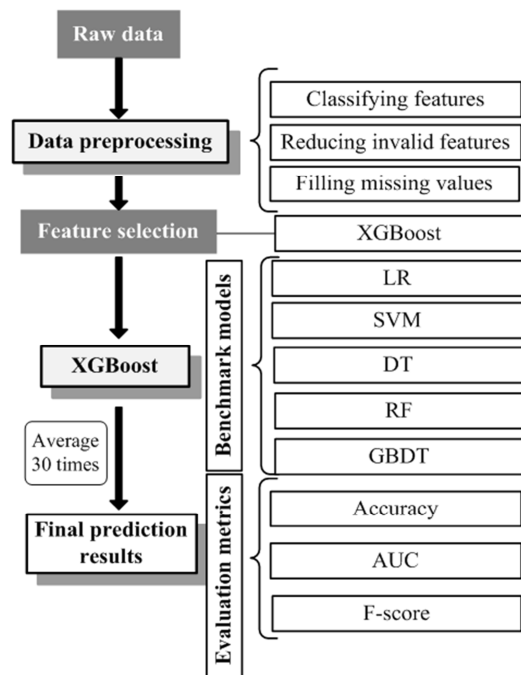 Raw data
Data preprocessing
Classifying features
Reducing invalid features
Filling missing values
Feature selection
XGBoost
XGBoost
Benchmark models
LR
SVM
DT
RF
GBDT
Average
30 times
Final prediction
results
Evaluation metrics
Accuracy
AUC
F-score